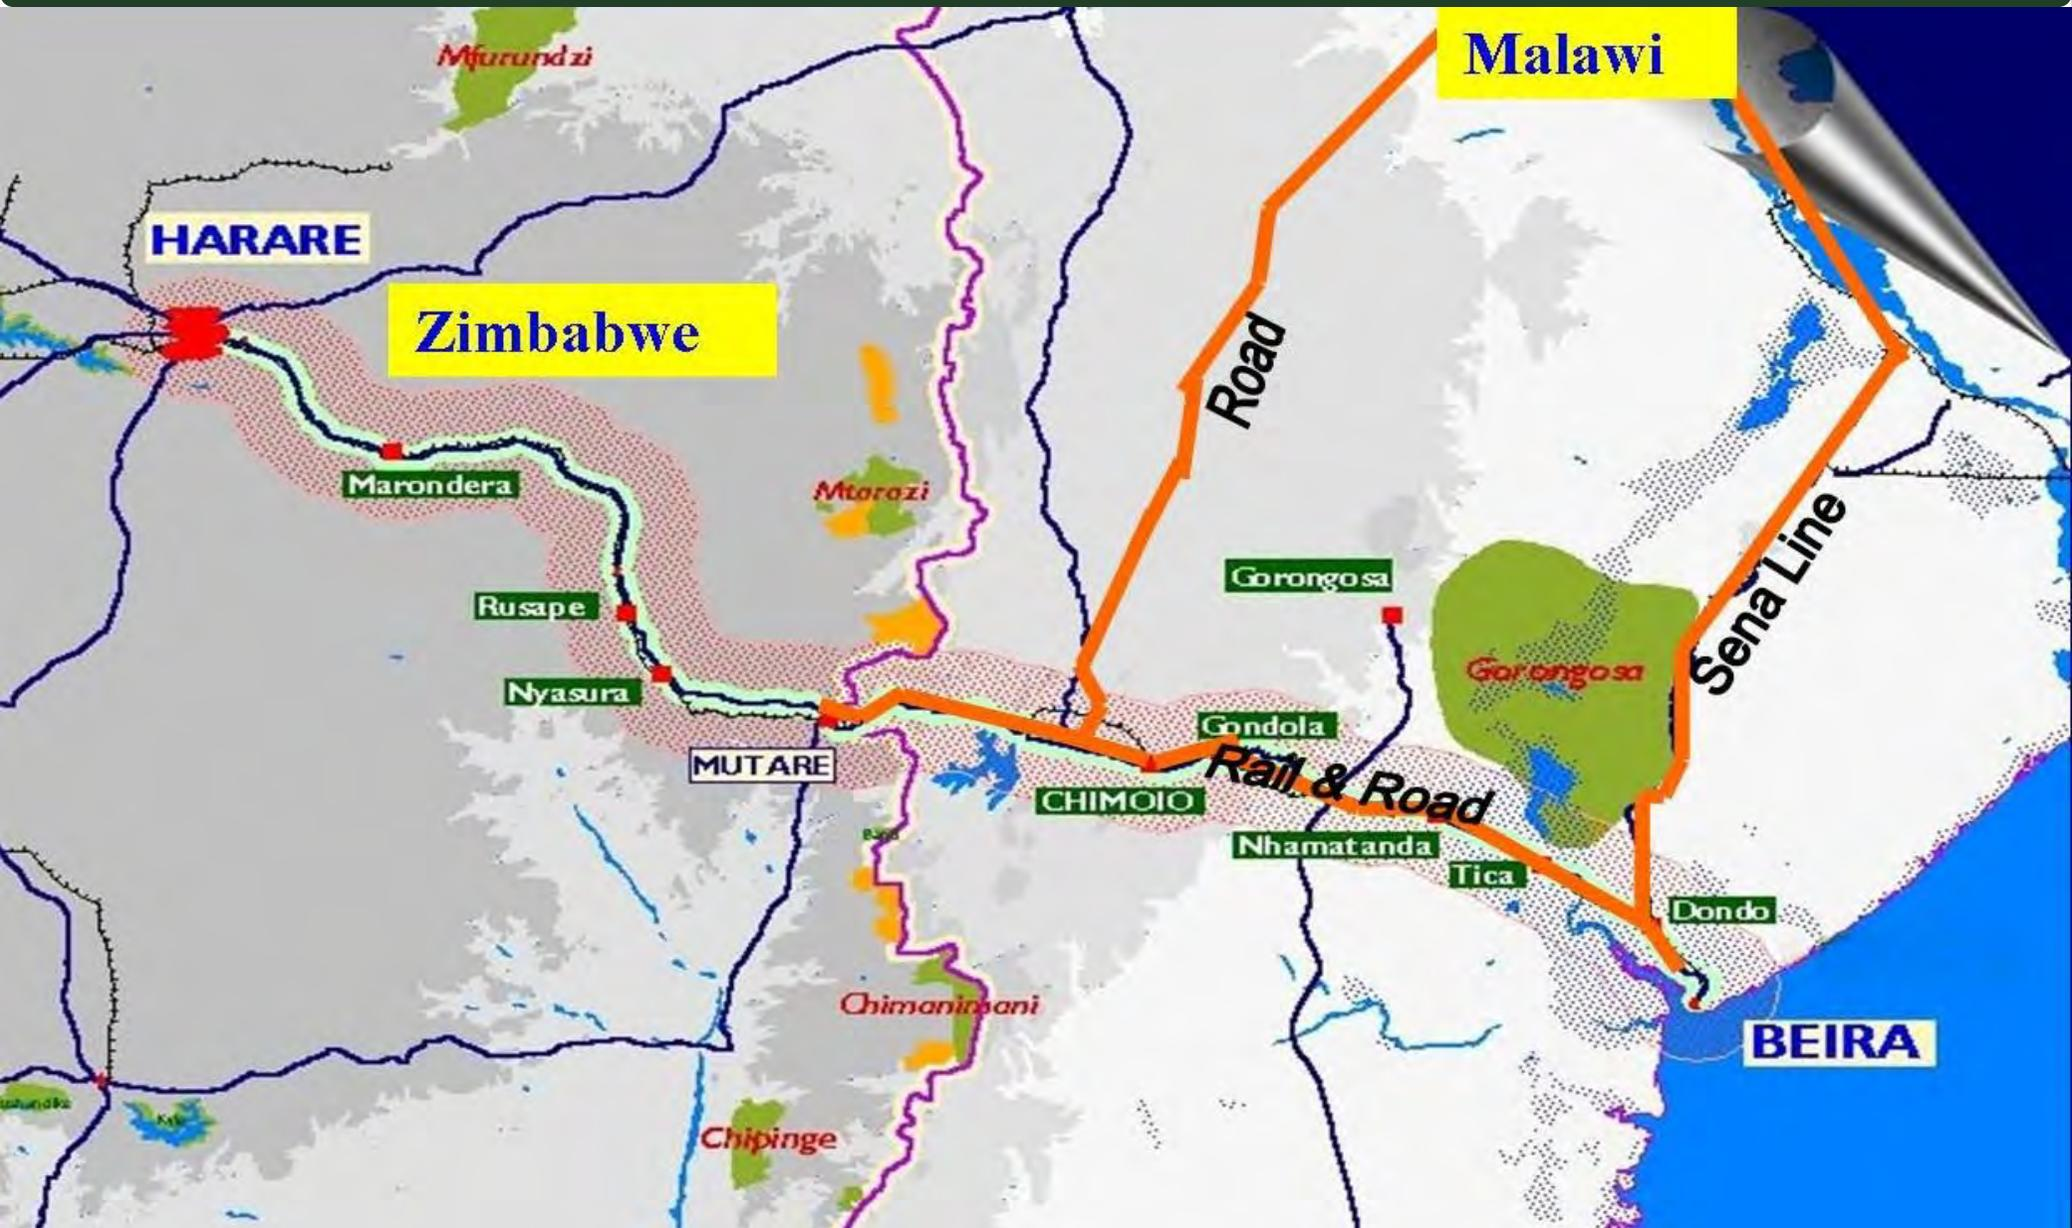 Mfurundzi
Malawi
HARARE
Zimbabwe
Road
Marondera
Mtarazi
Gorongosa
Sena Line
Rusape
Gorongosa
Nyasura
Gondola
MUTARE
Rail & Road
CHIMOIO
Nhamatanda
Tica
Dondo
Chimanimani
BEIRA
Kyle
Chipinge